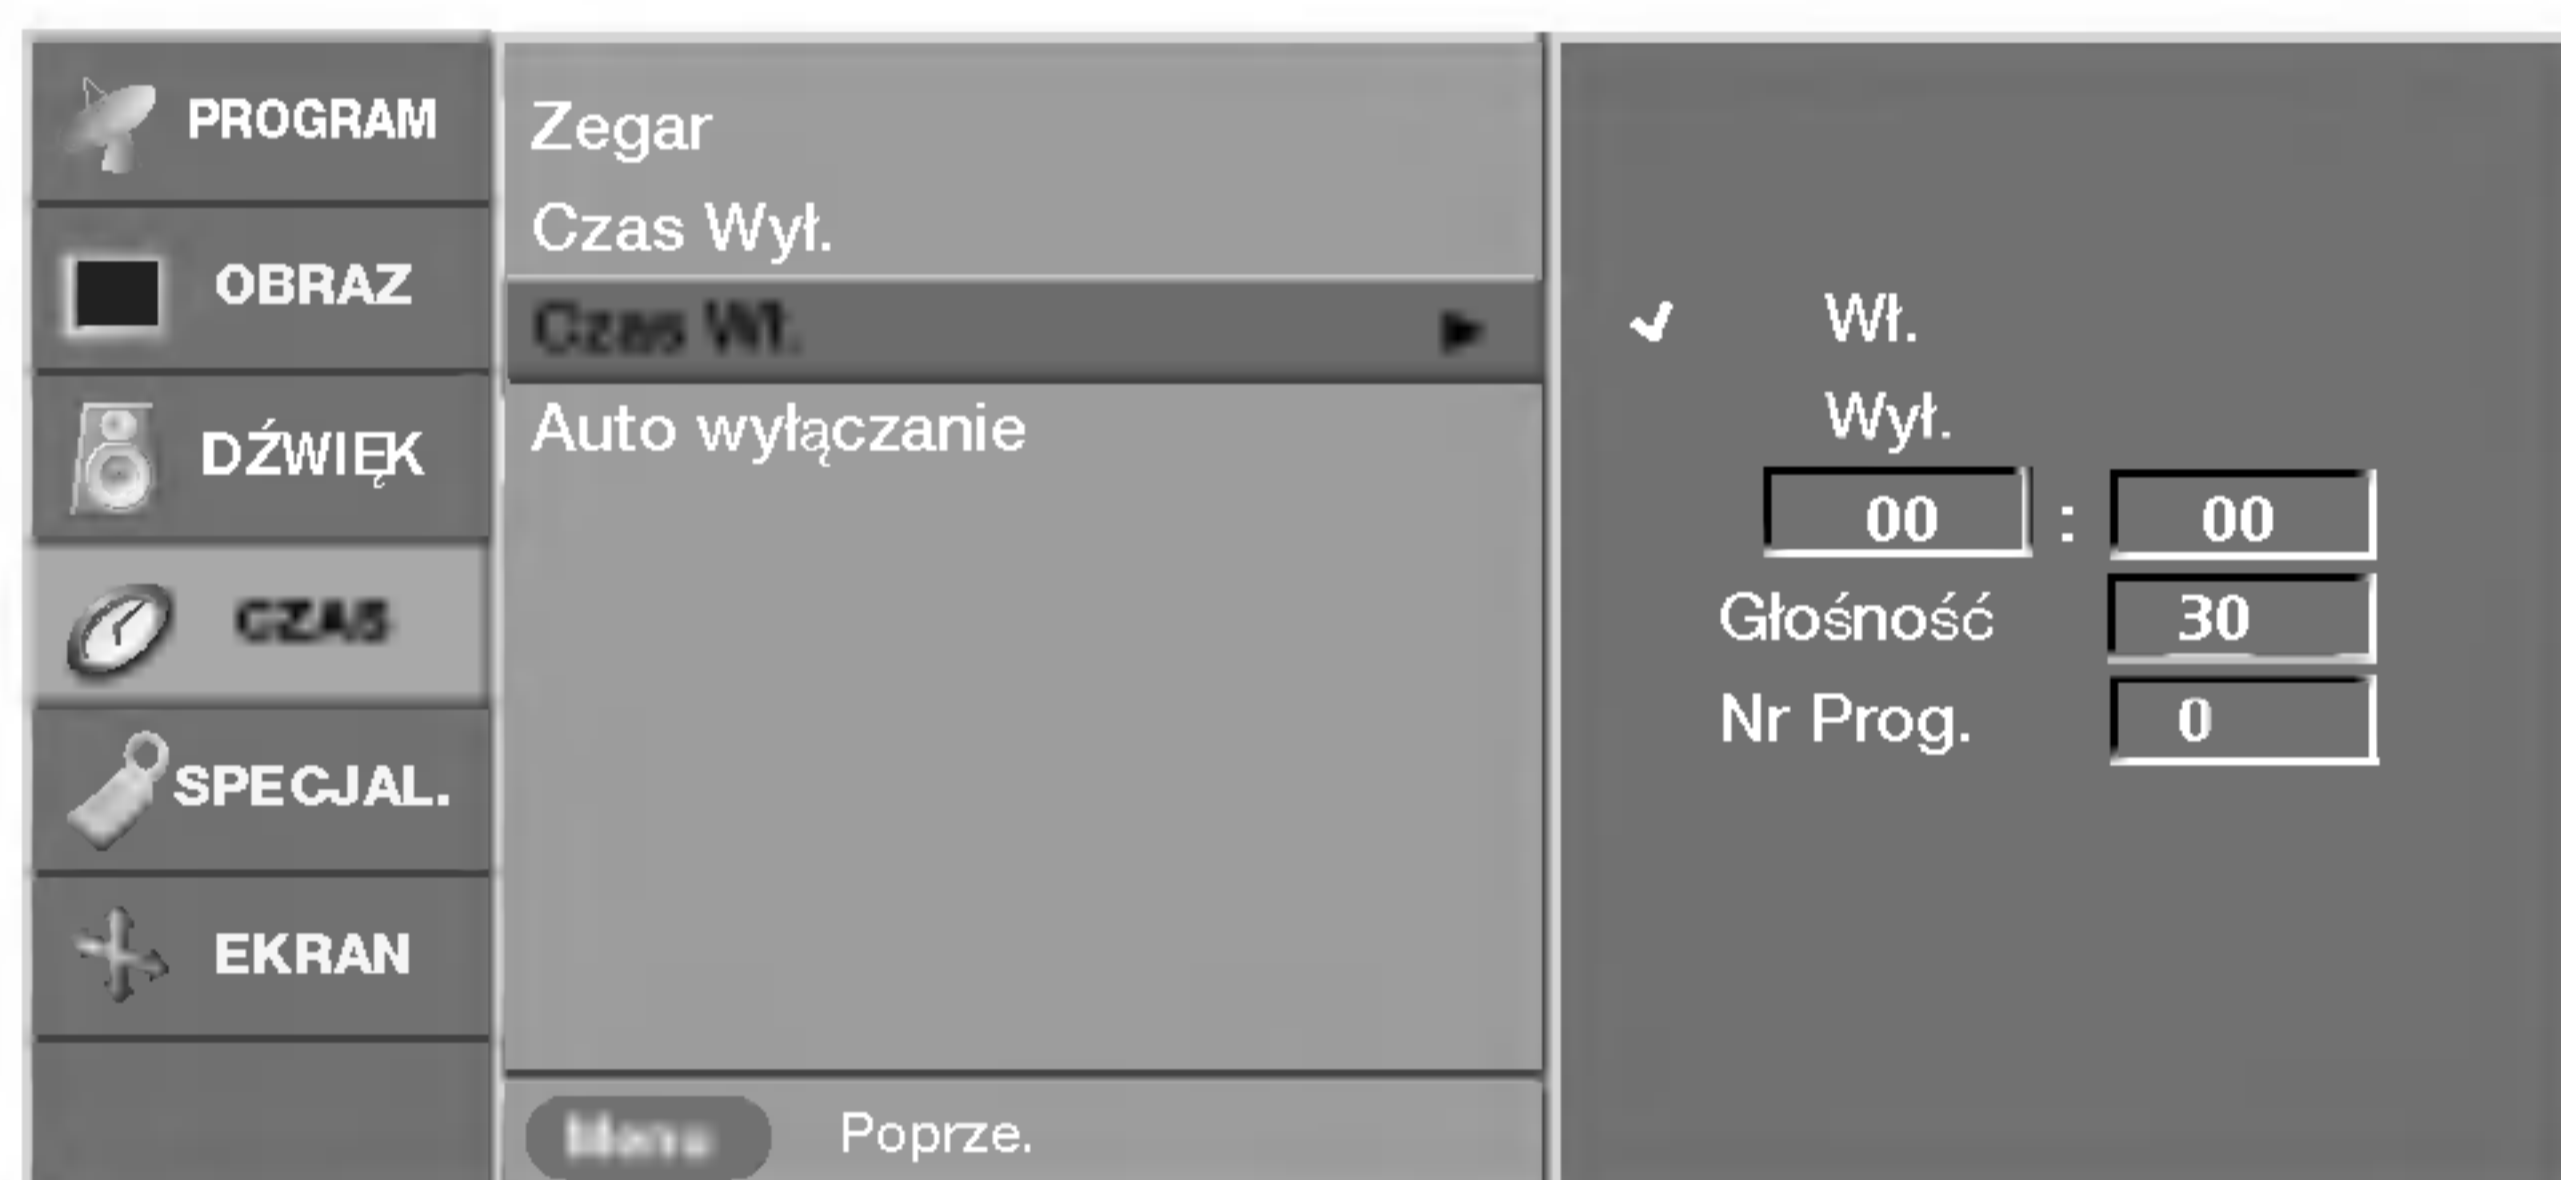 PROGRAM
OBRAZ
DŹWIĘK
CZAS
SPECJAL.
EKRAN
Zegar
Czas Wył.
Czas Wł.
Auto wyłączanie
Menu Poprze.
Wł.
Wył.
00 : 00
Głośność 30
Nr Prog. 0